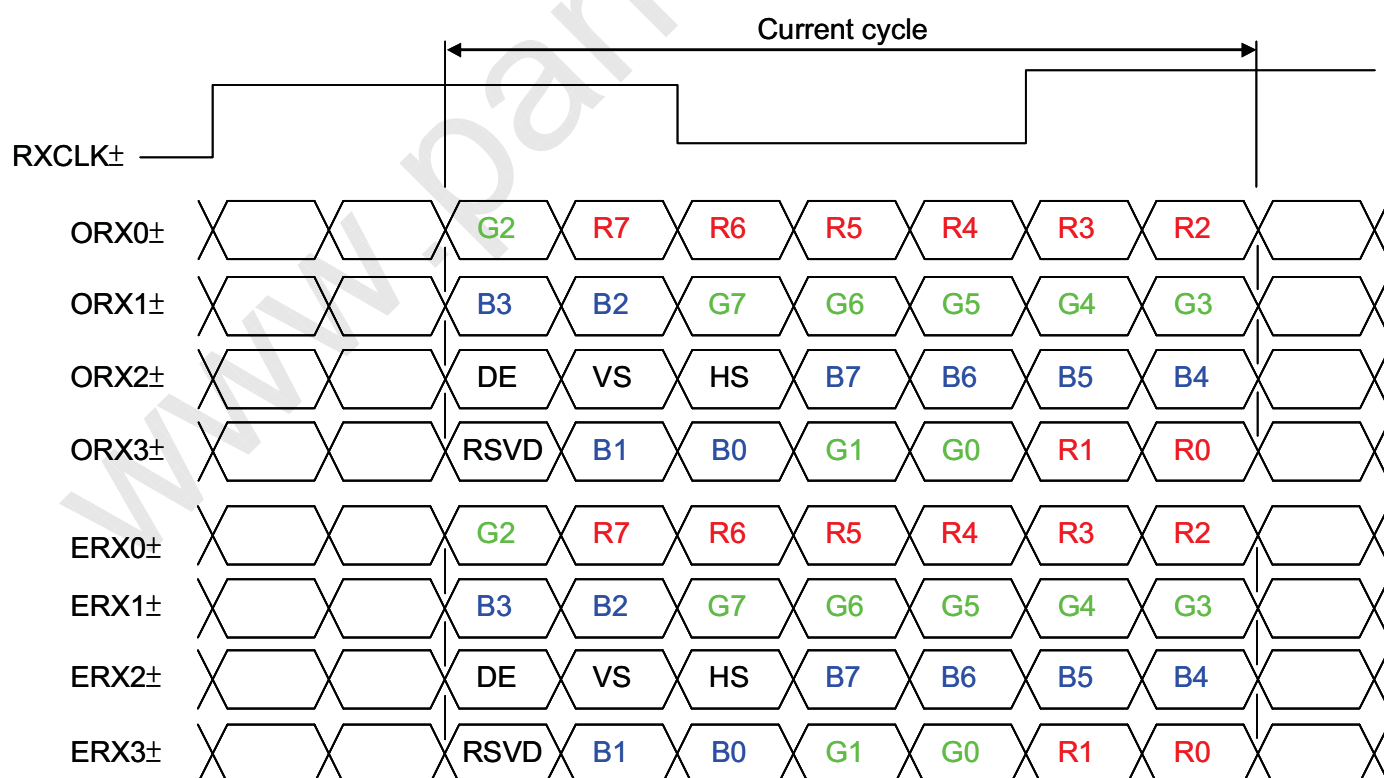 Current cycle
RXCLK±
ORX0± G2 R7 R6 R5 R4 R3 R2
ORX1± B3 B2 G7 G6 G5 G4 G3
ORX2± DE VS HS B7 B6 B5 B4
ORX3± RSVD B1 B0 G1 G0 R1 R0
ERX0± G2 R7 R6 R5 R4 R3 R2
ERX1± B3 B2 G7 G6 G5 G4 G3
ERX2± DE VS HS B7 B6 B5 B4
ERX3± RSVD B1 B0 G1 G0 R1 R0
www.pan